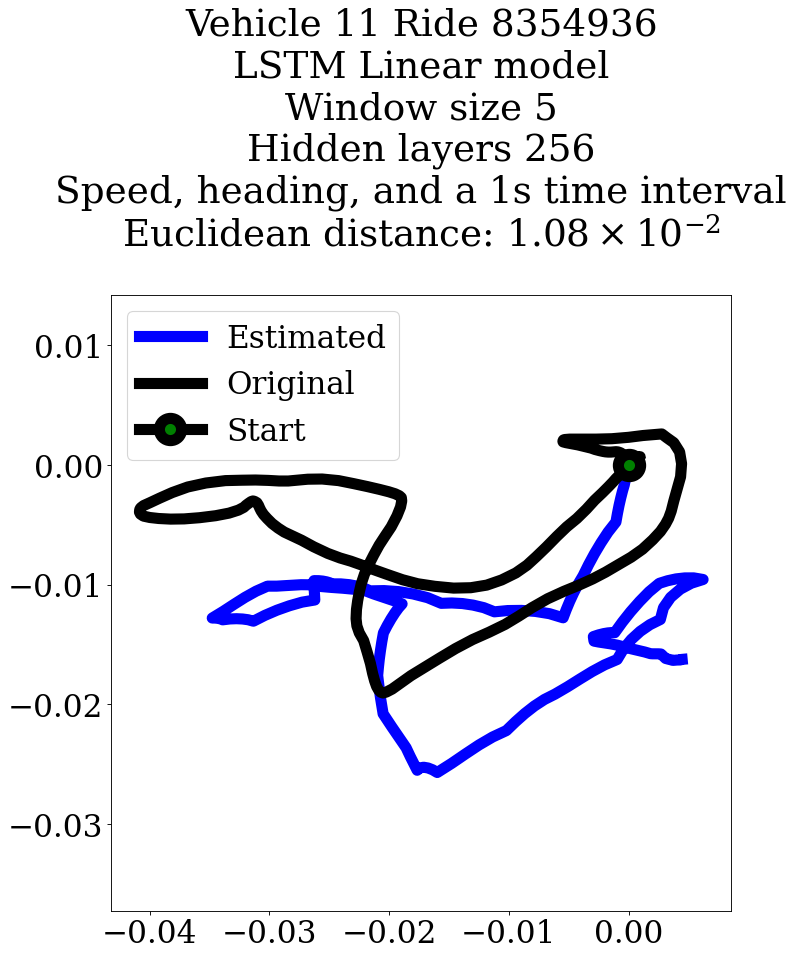 Vehicle 11 Ride 8354936
LSTM Linear model
Window size 5
Hidden layers 256
Speed, heading, and a 1s time interval
Euclidean distance: 1.08 × 10⁻²
Estimated
Original
Start
0.01
0.00
−0.01
−0.02
−0.03
−0.04 −0.03 −0.02 −0.01 0.00